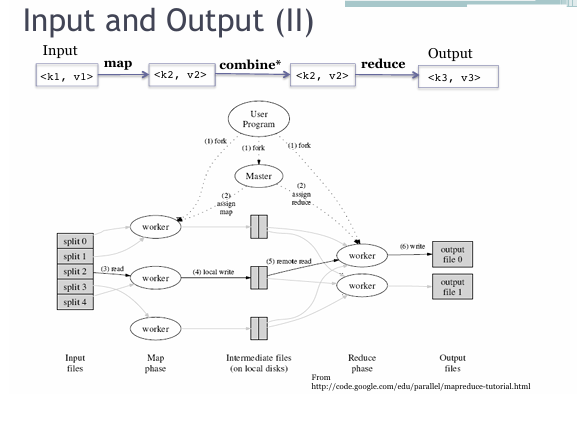 Input and Output (II)
Input
map
combine*
reduce
Output
<k1, v1>
<k2, v2>
<k2, v2>
<k3, v3>
User
Program
(1) fork
(1) fork
(1) fork
Master
(2)
assign
map
(2)
assign
reduce
worker
split 0
split 1
split 2
split 3
split 4
(3) read
worker
(4) local write
(5) remote read
worker
(6) write
output
file 0
worker
output
file 1
worker
Input
files
Map
phase
Intermediate files
(on local disks)
Reduce
phase
Output
files
From
http://code.google.com/edu/parallel/mapreduce-tutorial.html